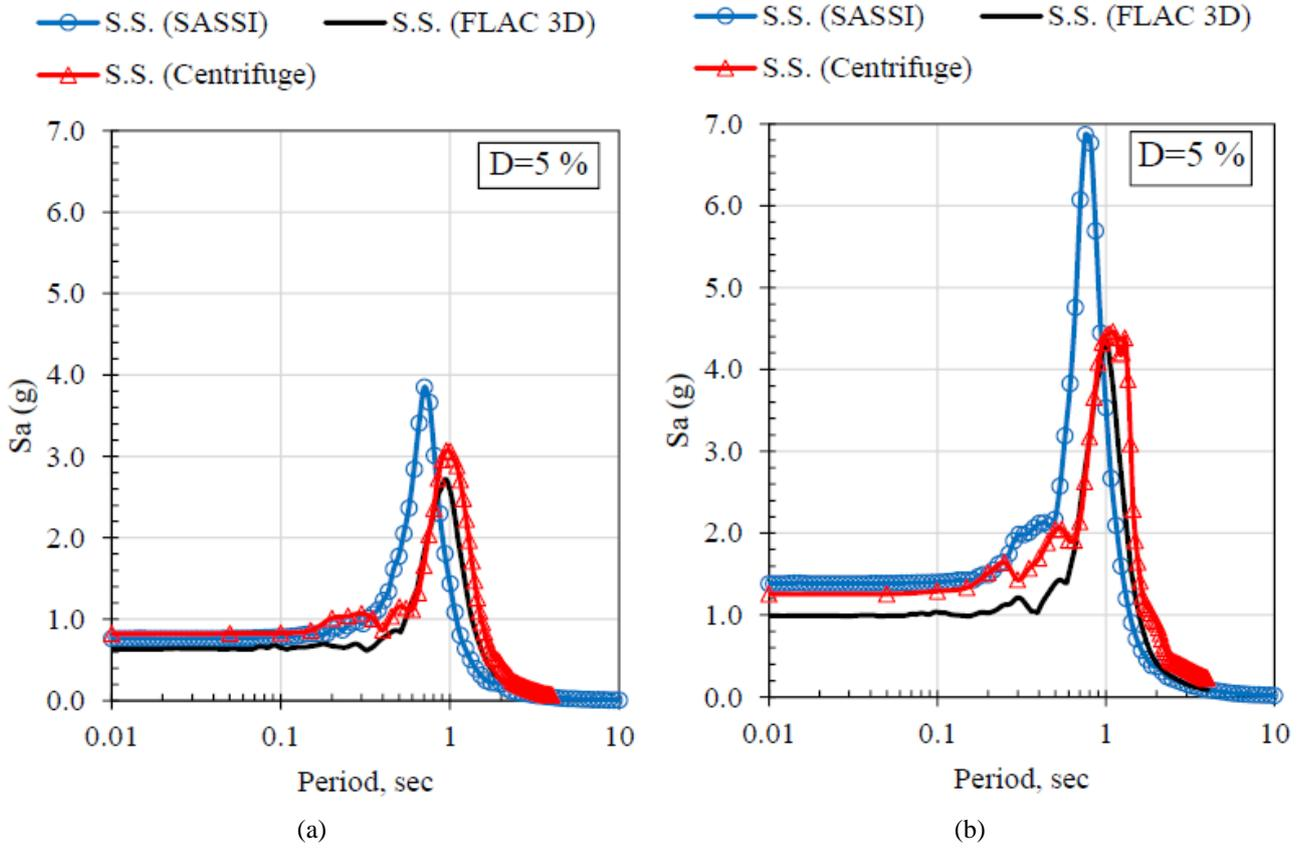 S.S. (SASSI) S.S. (FLAC 3D)
S.S. (Centrifuge)
D=5 %
7.0
6.0
5.0
4.0
3.0
2.0
1.0
0.0
Sa (g)
0.01 0.1 1 10
Period, sec
(a)
S.S. (SASSI) S.S. (FLAC 3D)
S.S. (Centrifuge)
D=5 %
7.0
6.0
5.0
4.0
3.0
2.0
1.0
0.0
Sa (g)
0.01 0.1 1 10
Period, sec
(b)